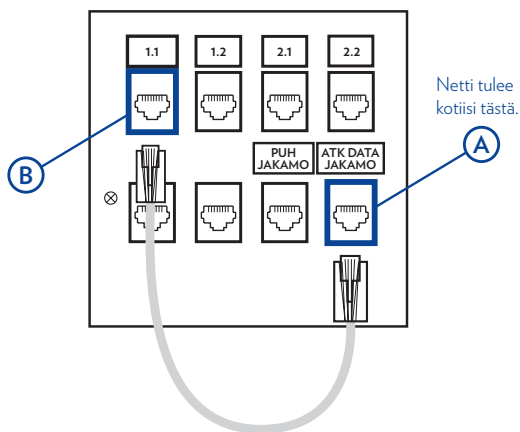 1.1 1.2 2.1 2.2
Netti tulee
kotiisi tästä.
A
B
PUH
JAKAMO
ATK DATA
JAKAMO